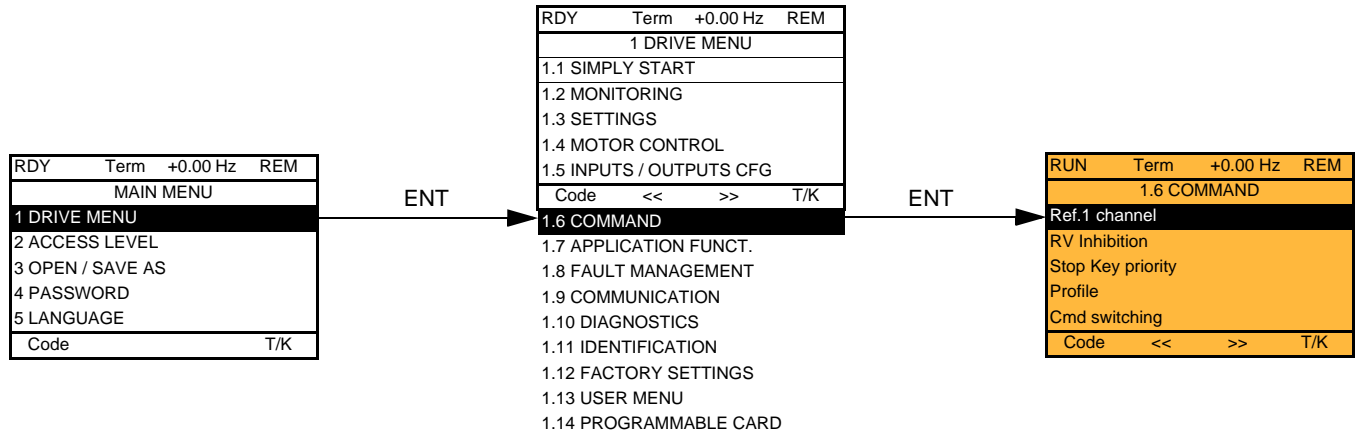 RDY Term +0.00 Hz REM
MAIN MENU
1 DRIVE MENU
2 ACCESS LEVEL
3 OPEN / SAVE AS
4 PASSWORD
5 LANGUAGE
Code T/K
ENT
RDY Term +0.00 Hz REM
1 DRIVE MENU
1.1 SIMPLY START
1.2 MONITORING
1.3 SETTINGS
1.4 MOTOR CONTROL
1.5 INPUTS / OUTPUTS CFG
Code << >> T/K
1.6 COMMAND
1.7 APPLICATION FUNCT.
1.8 FAULT MANAGEMENT
1.9 COMMUNICATION
1.10 DIAGNOSTICS
1.11 IDENTIFICATION
1.12 FACTORY SETTINGS
1.13 USER MENU
1.14 PROGRAMMABLE CARD
ENT
RUN Term +0.00 Hz REM
1.6 COMMAND
Ref.1 channel
RV Inhibition
Stop Key priority
Profile
Cmd switching
Code << >> T/K